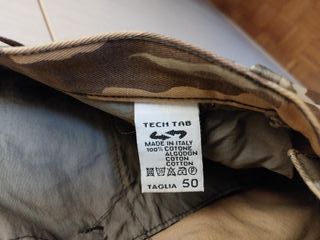 TECH TAB
MADE IN ITALY
100% COTONE
ALGODON
COTON
COTTON
TAGLIA 50